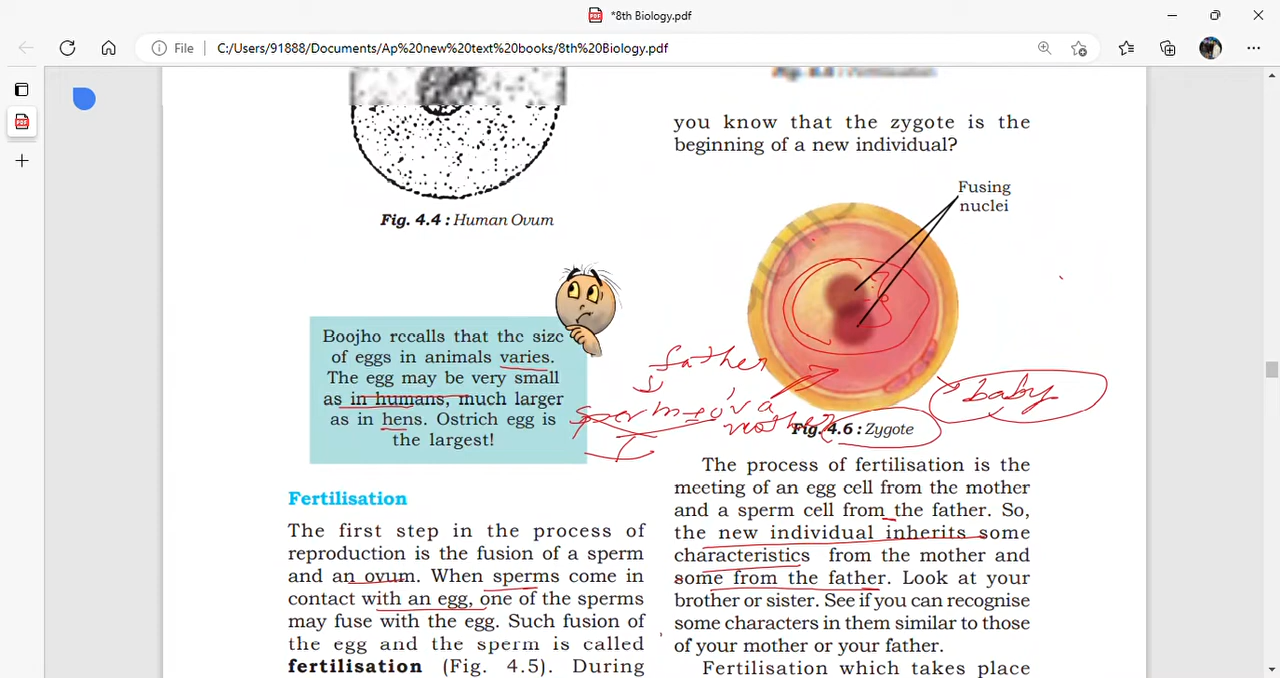 *8th Biology.pdf
File C:/Users/91888/Documents/Ap%20new%20text%20books/8th%20Biology.pdf
Fig. 4.4 : Human Ovum
Boojho recalls that the size
of eggs in animals varies.
The egg may be very small
as in humans, much larger
as in hens. Ostrich egg is
the largest!
Fertilisation
The first step in the process of
reproduction is the fusion of a sperm
and an ovum. When sperms come in
contact with an egg, one of the sperms
may fuse with the egg. Such fusion of
the egg and the sperm is called
fertilisation (Fig. 4.5). During
you know that the zygote is the
beginning of a new individual?
Fusing
nuclei
father
sperm + ova
mother
baby
Fig. 4.6 : Zygote
The process of fertilisation is the
meeting of an egg cell from the mother
and a sperm cell from the father. So,
the new individual inherits some
characteristics from the mother and
some from the father. Look at your
brother or sister. See if you can recognise
some characters in them similar to those
of your mother or your father.
Fertilisation which takes place